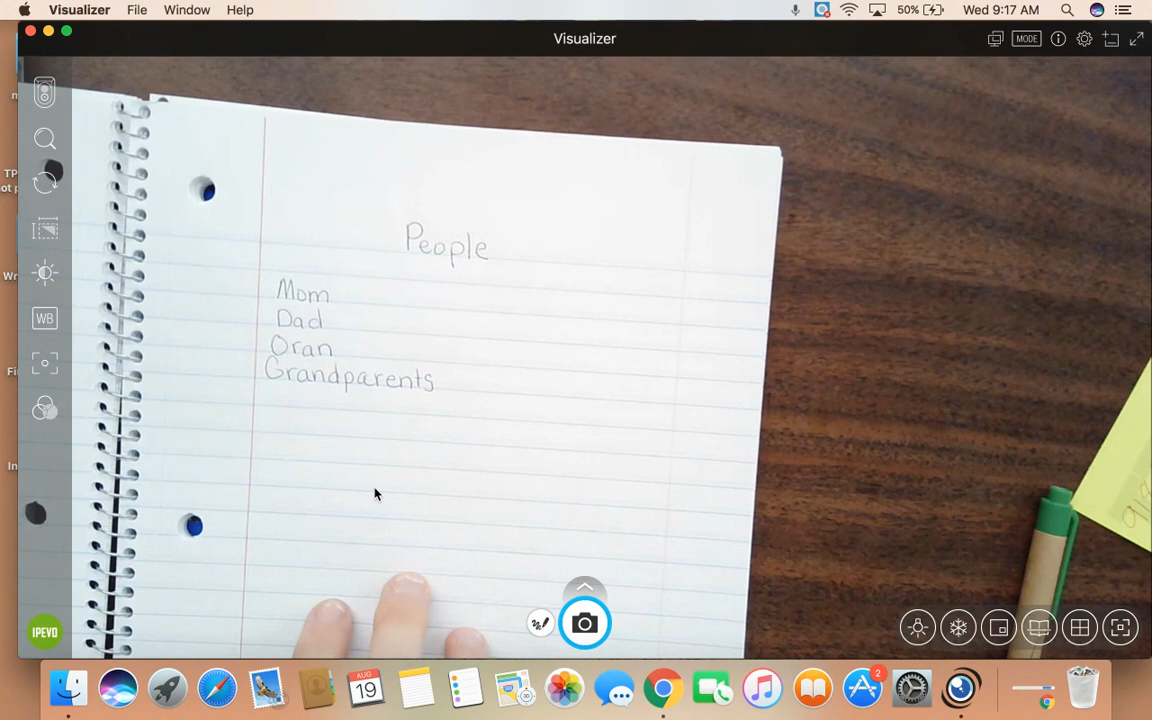 Visualizer File Window Help 50% Wed 9:17 AM
Visualizer
MODE
WB
People
Mom
Dad
Oran
Grandparents
IPEVO
AUG
19
2